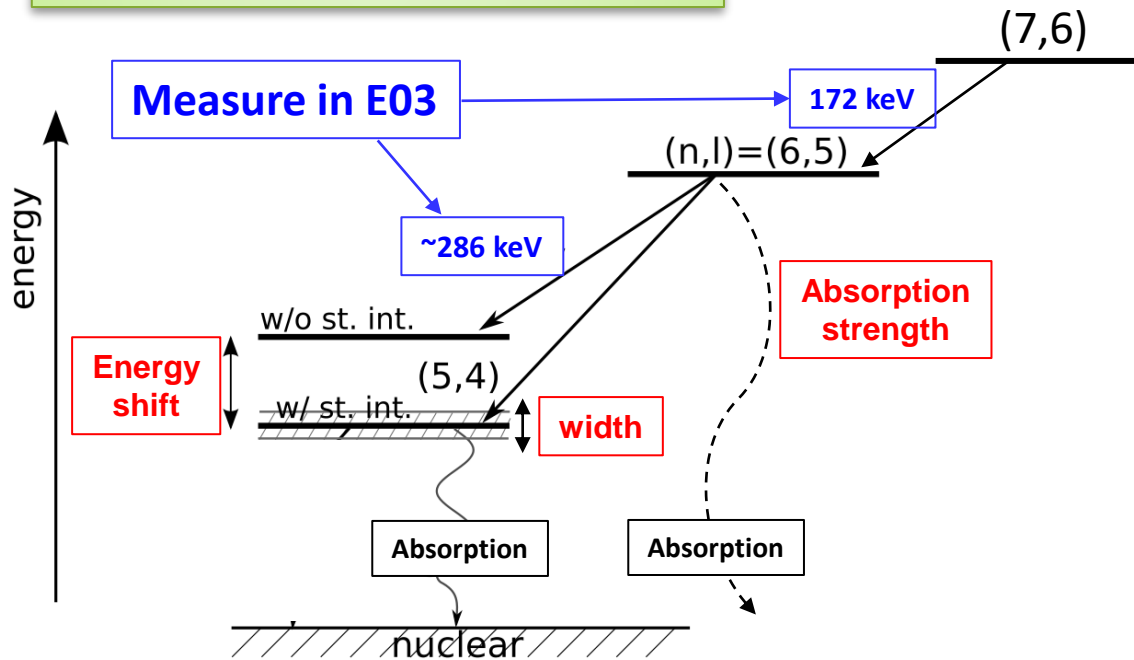 (7,6)
Measure in E03
172 keV
(n,l)=(6,5)
~286 keV
energy
Absorption
strength
w/o st. int.
Energy
shift
(5,4)
w/ st. int.
width
Absorption
Absorption
nuclear